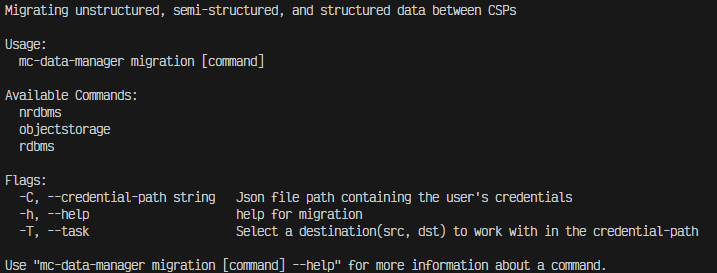 Migrating unstructured, semi-structured, and structured data between CSPs

Usage:
  mc-data-manager migration [command]

Available Commands:
  nrdbms
  objectstorage
  rdbms

Flags:
  -C, --credential-path string   Json file path containing the user's credentials
  -h, --help                     help for migration
  -T, --task                     Select a destination(src, dst) to work with in the credential-path

Use "mc-data-manager migration [command] --help" for more information about a command.